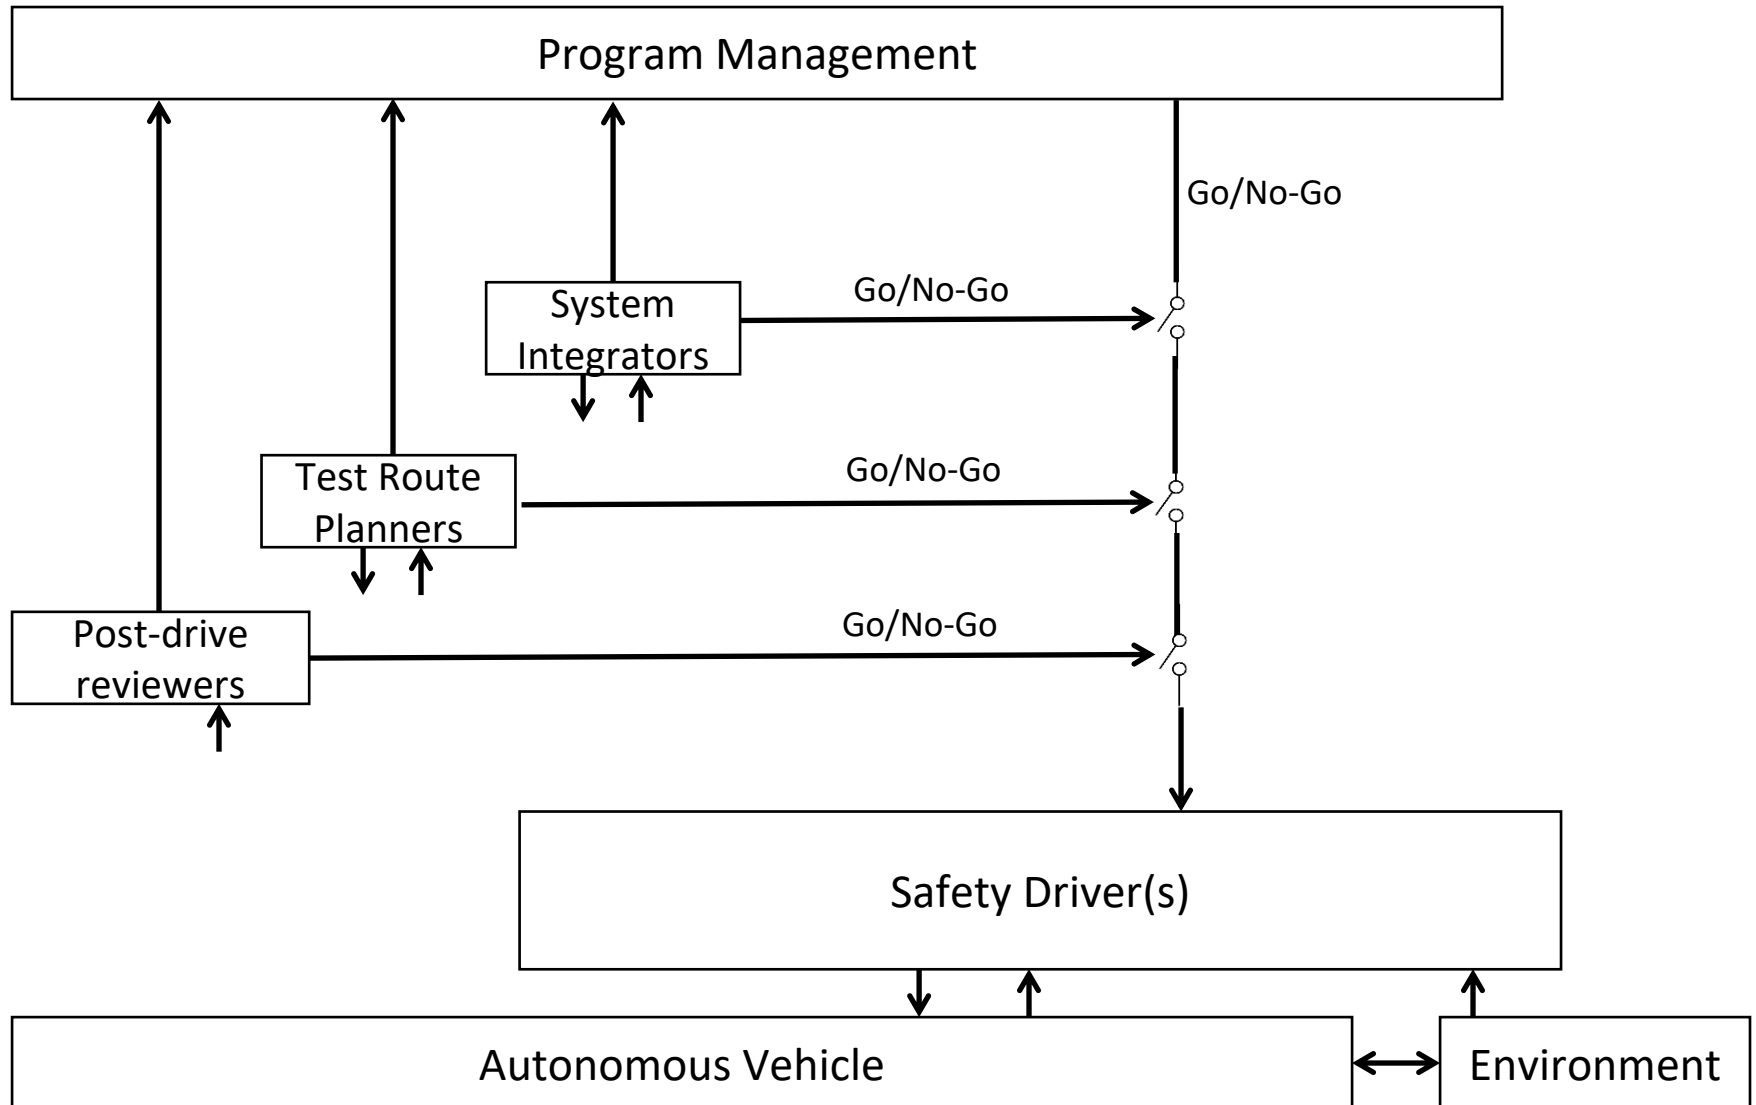 Program Management
Go/No-Go
System
Integrators
Go/No-Go
Test Route
Planners
Go/No-Go
Post-drive
reviewers
Go/No-Go
Safety Driver(s)
Autonomous Vehicle
Environment